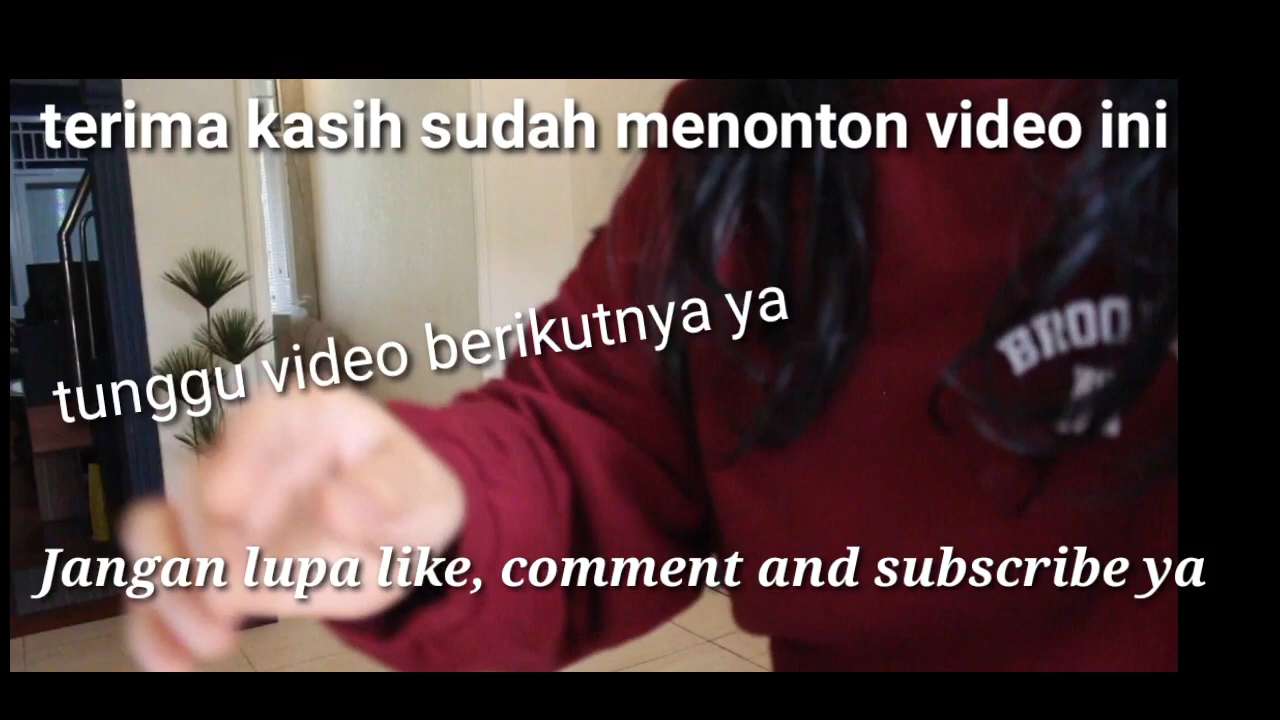 terima kasih sudah menonton video ini
tunggu video berikutnya ya
Jangan lupa like, comment and subscribe ya